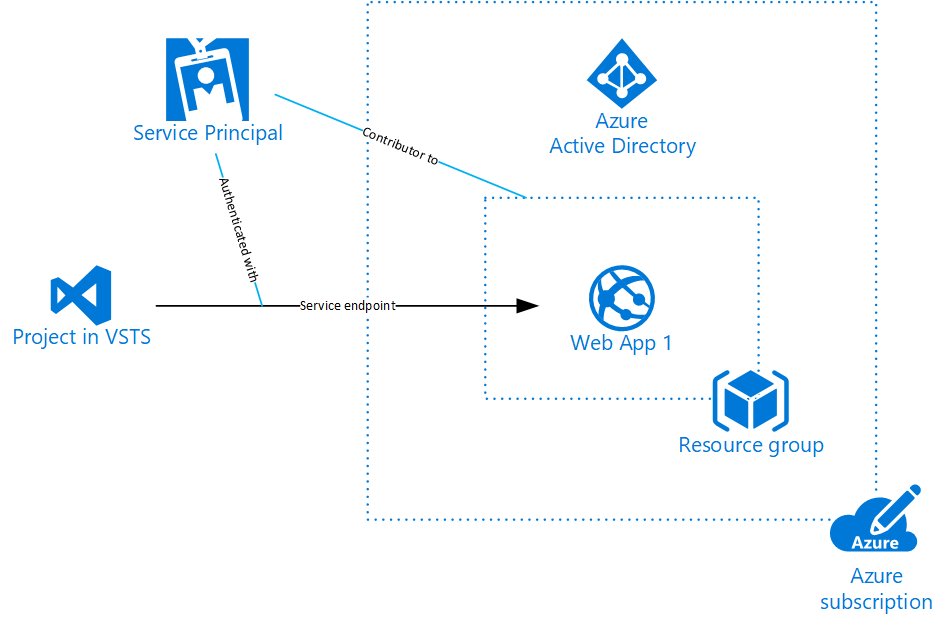 Service Principal
Azure
Active Directory
Contributor to
Authenticated with
Service endpoint
Project in VSTS
Web App 1
Resource group
Azure
Azure
subscription